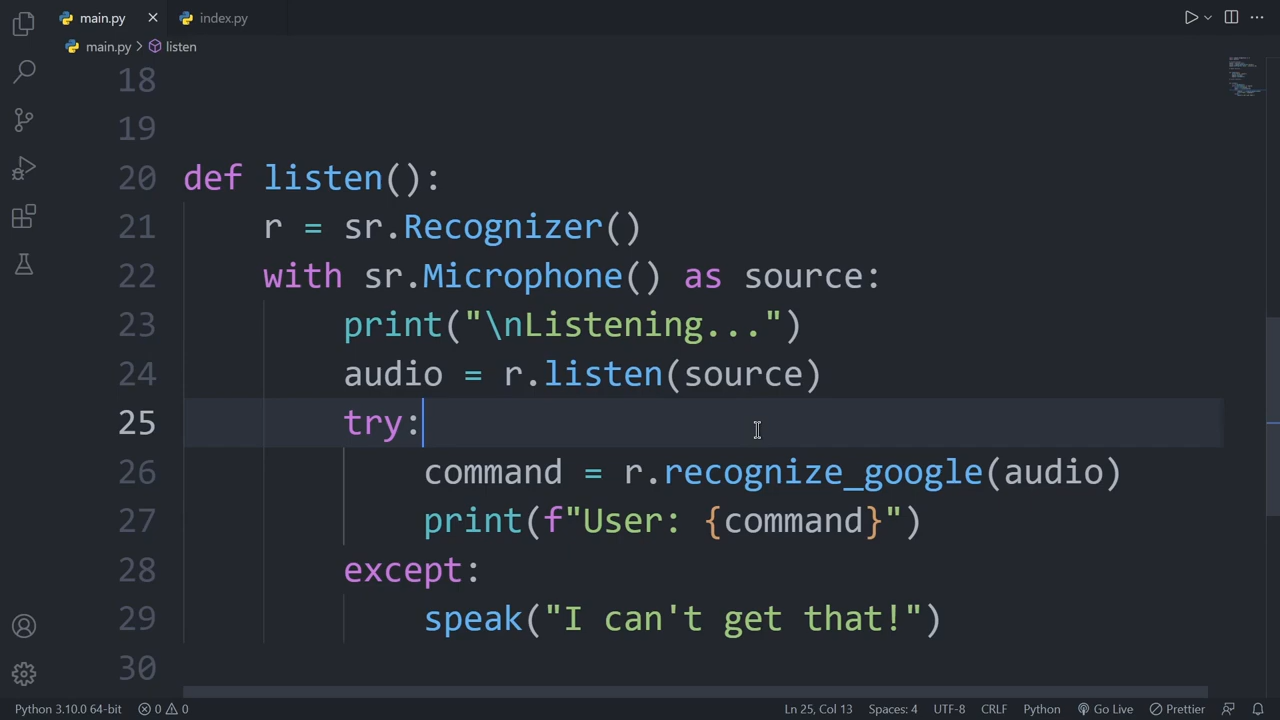 main.py
index.py
main.py > listen
18
19
20 def listen():
21 r = sr.Recognizer()
22 with sr.Microphone() as source:
23 print("\nListening...")
24 audio = r.listen(source)
25 try:
26 command = r.recognize_google(audio)
27 print(f"User: {command}")
28 except:
29 speak("I can't get that!")
30
Python 3.10.0 64-bit 0 0 Ln 25, Col 13 Spaces: 4 UTF-8 CRLF Python Go Live Prettier